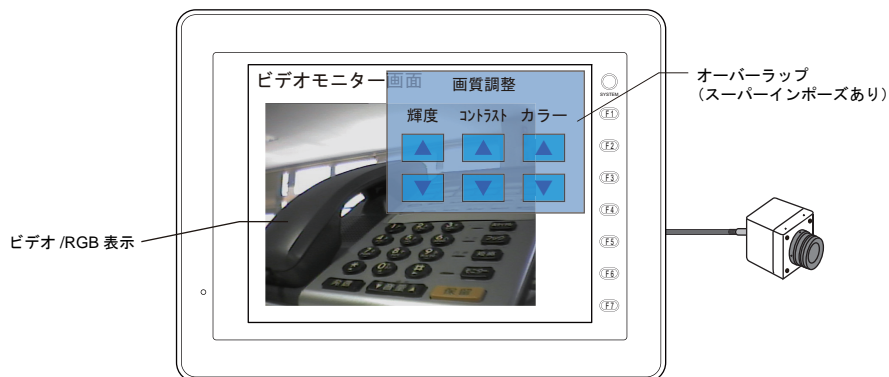 ビデオモニター画面
画質調整
輝度 コントラスト カラー
SYSTEM
F1
F2
F3
F4
F5
F6
F7
オーバーラップ
（スーパーインポーズあり）
ビデオ /RGB 表示